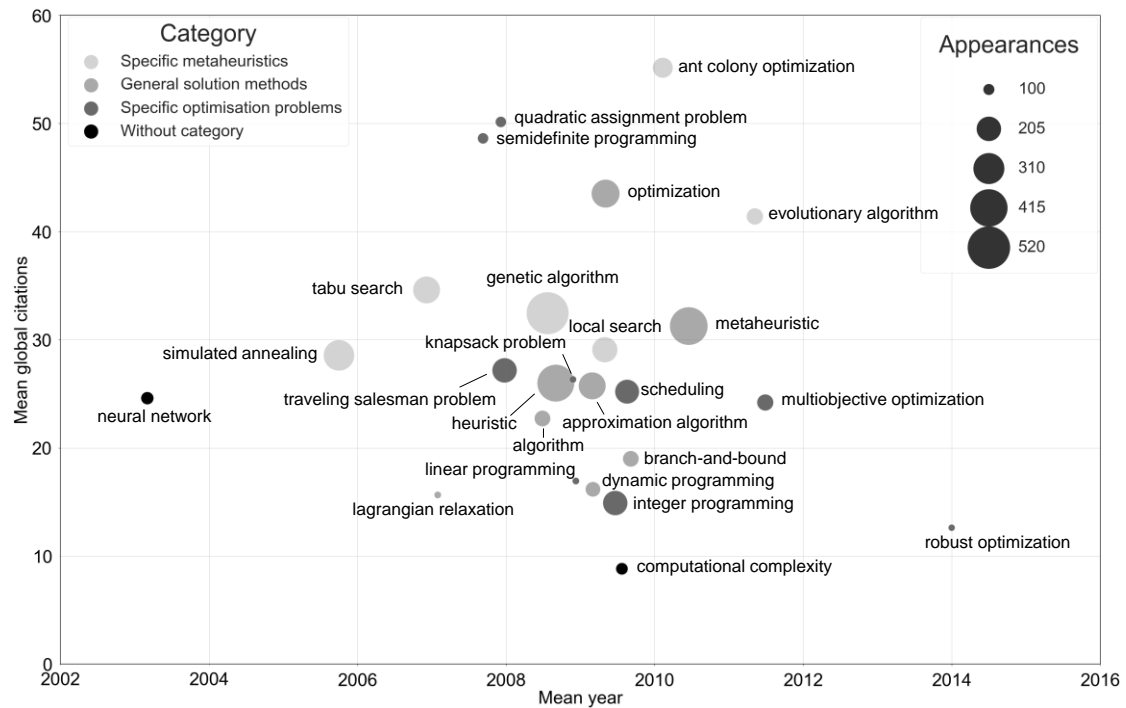 60
50
40
30
20
10
0
Mean global citations
Category
Specific metaheuristics
General solution methods
Specific optimisation problems
Without category
Appearances
100
205
310
415
520
ant colony optimization
quadratic assignment problem
semidefinite programming
optimization
evolutionary algorithm
genetic algorithm
tabu search
metaheuristic
local search
knapsack problem
simulated annealing
scheduling
traveling salesman problem
multiobjective optimization
neural network
heuristic
approximation algorithm
algorithm
branch-and-bound
linear programming
dynamic programming
integer programming
lagrangian relaxation
robust optimization
computational complexity
2002
2004
2006
2008
2010
2012
2014
2016
Mean year